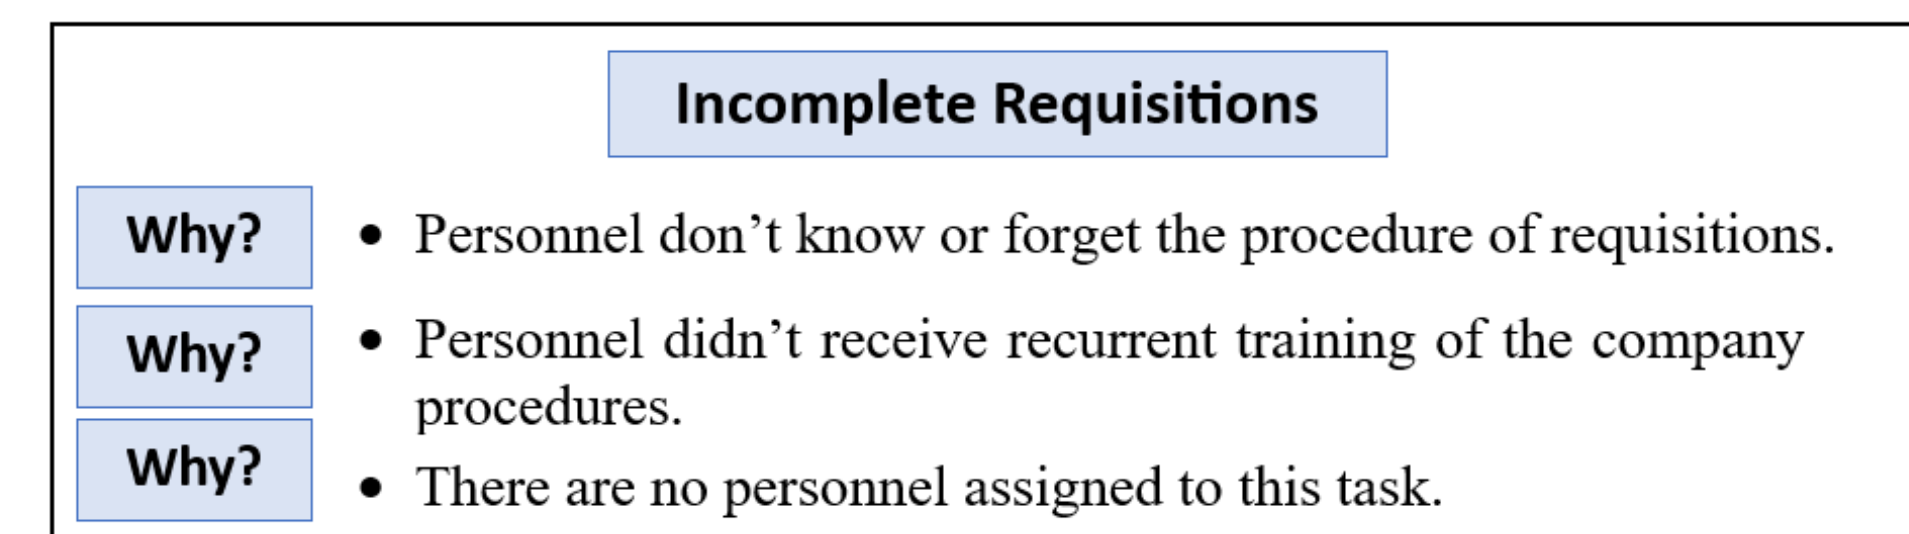 Incomplete Requisitions
Why?
• Personnel don’t know or forget the procedure of requisitions.
Why?
• Personnel didn’t receive recurrent training of the company
procedures.
Why?
• There are no personnel assigned to this task.